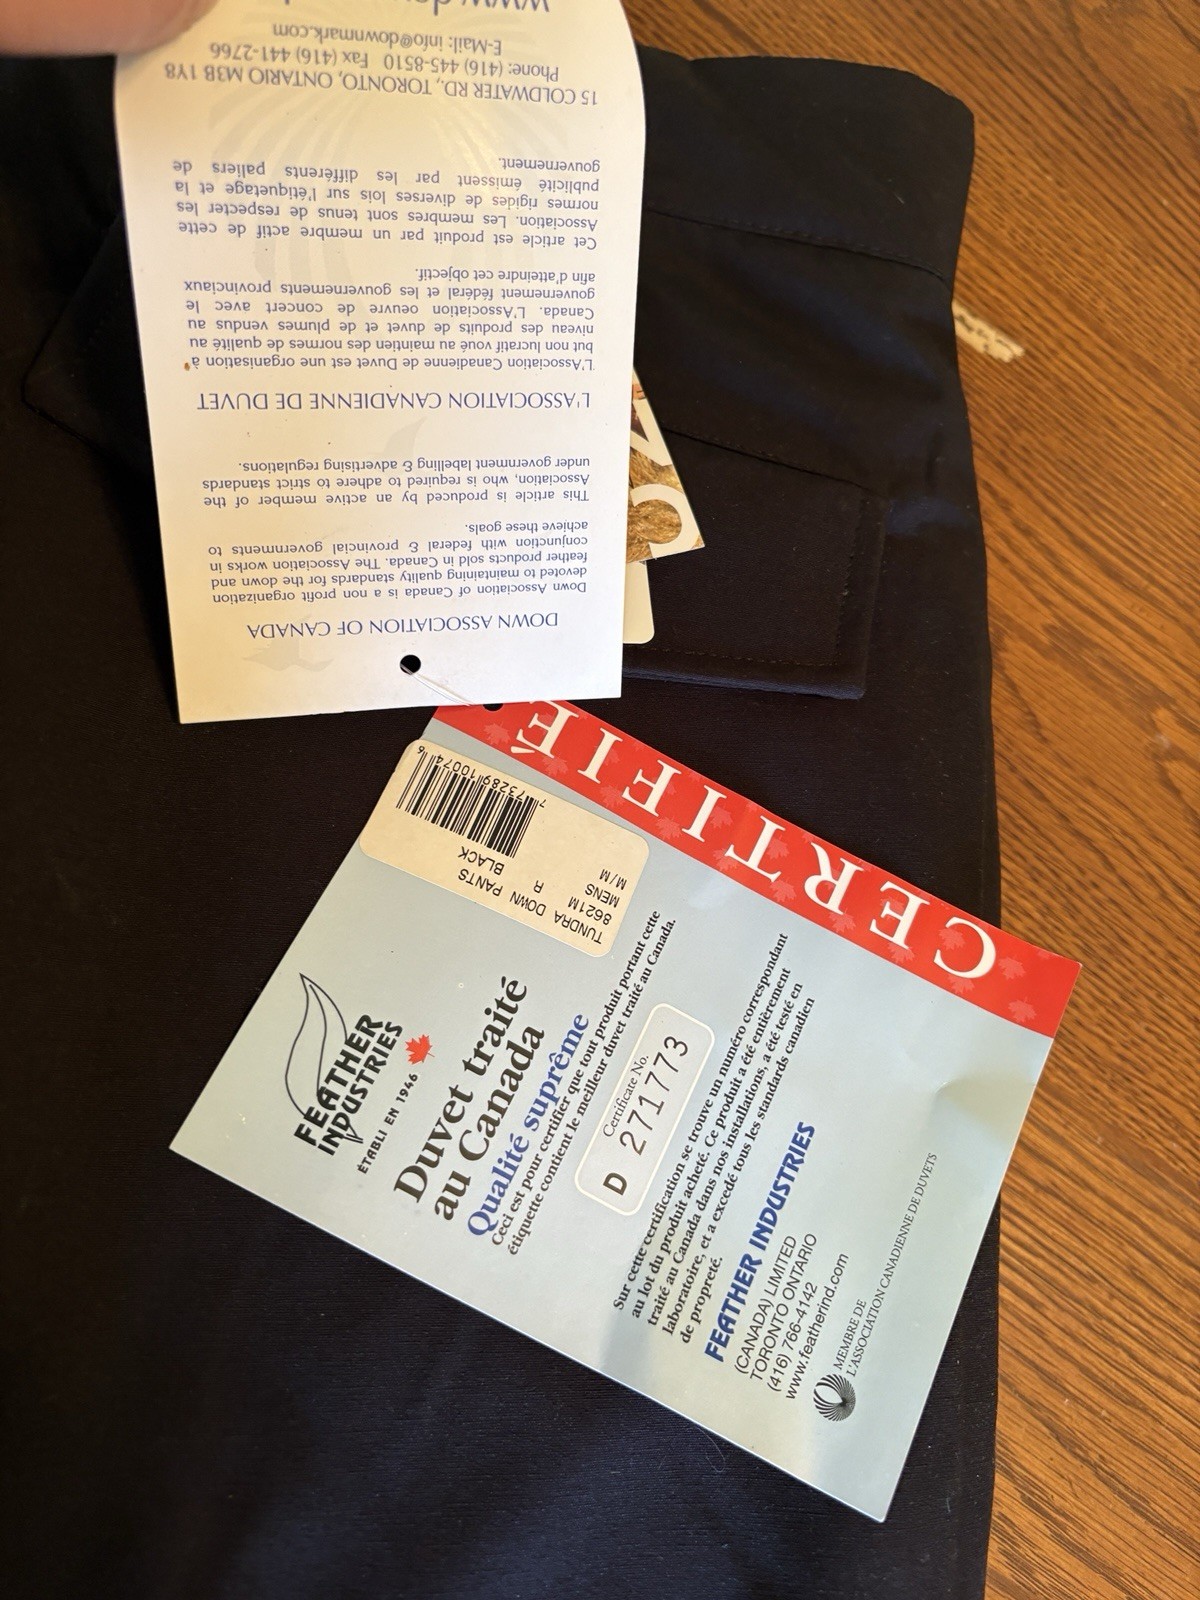 DOWN ASSOCIATION OF CANADA
Down Association of Canada is a non profit organization
devoted to maintaining quality standards for the down and
feather products sold in Canada. The Association works in
conjunction with federal & provincial governments to
achieve these goals.
This article is produced by an active member of the
Association, who is required to adhere to strict standards
under government labelling & advertising regulations.
L'ASSOCIATION CANADIENNE DE DUVET
L'Association Canadienne de Duvet est une organisation à
but non lucratif voué au maintien des normes de qualité au
niveau des produits de duvet et de plumes vendus au
Canada. L'Association oeuvre de concert avec le
gouvernement fédéral et les gouvernements provinciaux
afin d'atteindre cet objectif.
Cet article est produit par un membre actif de cette
Association. Les membres sont tenus de respecter les
normes rigides de diverses lois sur l'étiquetage et la
publicité émissent par les différents paliers de
gouvernement.
15 COLDWATER RD., TORONTO, ONTARIO M3B 1Y8
Phone: (416) 445-8510 Fax (416) 441-2766
E-Mail: info@downmark.com
CERTIFIÉ
TUNDRA DOWN PANTS
8621M R BLACK
MENS
M/M
7 73289 10074 6
FEATHER
INDUSTRIES
ÉTABLI EN 1946
Duvet traité
au Canada
Qualité suprême
Ceci est pour certifier que tout produit portant cette
étiquette contient le meilleur duvet traité au Canada.
Certificate No.
D 271773
Sur cette certification se trouve un numéro correspondant
au lot du produit acheté. Ce produit a été entièrement
traité au Canada dans nos installations, a été testé en
laboratoire, et a excedé tous les standards canadien
de propreté.
FEATHER INDUSTRIES
(CANADA) LIMITED
TORONTO ONTARIO
(416) 766-4142
www.featherind.com
MEMBRE DE
L'ASSOCIATION CANADIENNE DE DUVETS